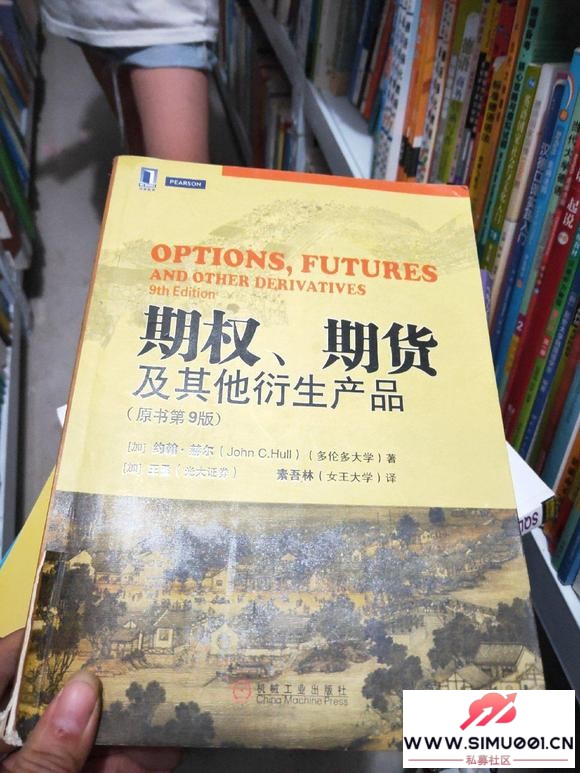 PEARSON
OPTIONS, FUTURES
AND OTHER DERIVATIVES
9th Edition
期权、期货
及其他衍生产品
(原书第9版)
[加] 约翰·赫尔 (John C.Hull) (多伦多大学) 著
[加] 王勇 (光大证券) 索吾林 (女王大学) 译
机械工业出版社
China Machine Press
WWW.SIMU001.CN
私募社区